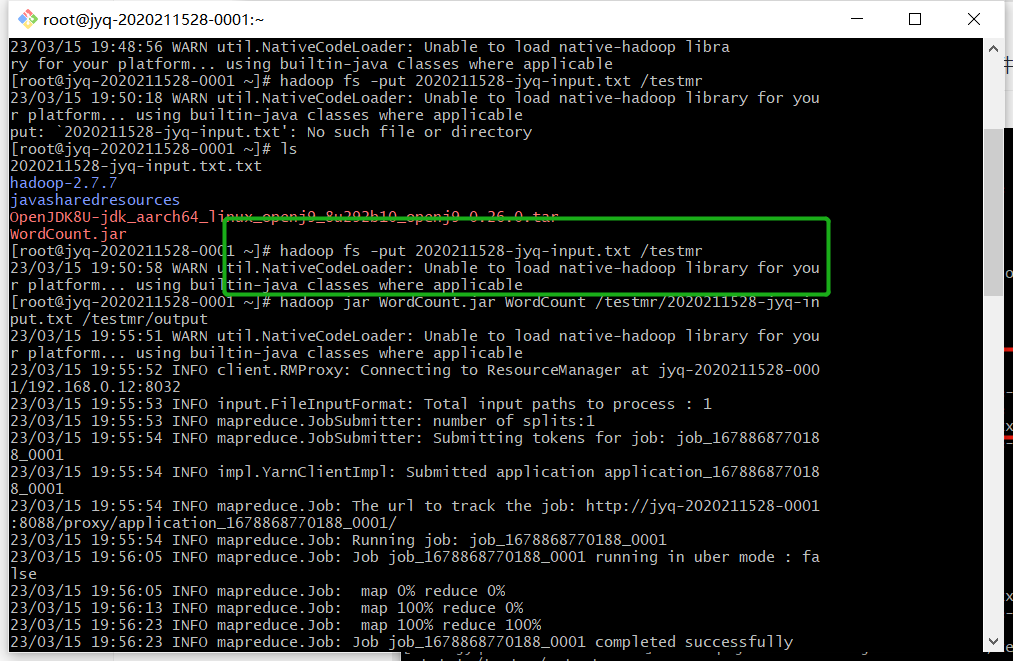 root@jyq-2020211528-0001:~
23/03/15 19:48:56 WARN util.NativeCodeLoader: Unable to load native-hadoop libra
ry for your platform... using builtin-java classes where applicable
[root@jyq-2020211528-0001 ~]# hadoop fs -put 2020211528-jyq-input.txt /testmr
23/03/15 19:50:18 WARN util.NativeCodeLoader: Unable to load native-hadoop library for you
r platform... using builtin-java classes where applicable
put: `2020211528-jyq-input.txt': No such file or directory
[root@jyq-2020211528-0001 ~]# ls
2020211528-jyq-input.txt.txt
hadoop-2.7.7
javasharedresources
OpenJDK8U-jdk_aarch64_linux_openj9_8u292b10_openj9-0.26.0.tar
WordCount.jar
[root@jyq-2020211528-0001 ~]# hadoop fs -put 2020211528-jyq-input.txt /testmr
23/03/15 19:50:58 WARN util.NativeCodeLoader: Unable to load native-hadoop library for you
r platform... using builtin-java classes where applicable
[root@jyq-2020211528-0001 ~]# hadoop jar WordCount.jar WordCount /testmr/2020211528-jyq-in
put.txt /testmr/output
23/03/15 19:55:51 WARN util.NativeCodeLoader: Unable to load native-hadoop library for you
r platform... using builtin-java classes where applicable
23/03/15 19:55:52 INFO client.RMProxy: Connecting to ResourceManager at jyq-2020211528-000
1/192.168.0.12:8032
23/03/15 19:55:53 INFO input.FileInputFormat: Total input paths to process : 1
23/03/15 19:55:53 INFO mapreduce.JobSubmitter: number of splits:1
23/03/15 19:55:54 INFO mapreduce.JobSubmitter: Submitting tokens for job: job_167886877018
8_0001
23/03/15 19:55:54 INFO impl.YarnClientImpl: Submitted application application_167886877018
8_0001
23/03/15 19:55:54 INFO mapreduce.Job: The url to track the job: http://jyq-2020211528-0001
:8088/proxy/application_1678868770188_0001/
23/03/15 19:55:54 INFO mapreduce.Job: Running job: job_1678868770188_0001
23/03/15 19:56:05 INFO mapreduce.Job: Job job_1678868770188_0001 running in uber mode : fa
lse
23/03/15 19:56:05 INFO mapreduce.Job:  map 0% reduce 0%
23/03/15 19:56:13 INFO mapreduce.Job:  map 100% reduce 0%
23/03/15 19:56:23 INFO mapreduce.Job:  map 100% reduce 100%
23/03/15 19:56:23 INFO mapreduce.Job: Job job_1678868770188_0001 completed successfully